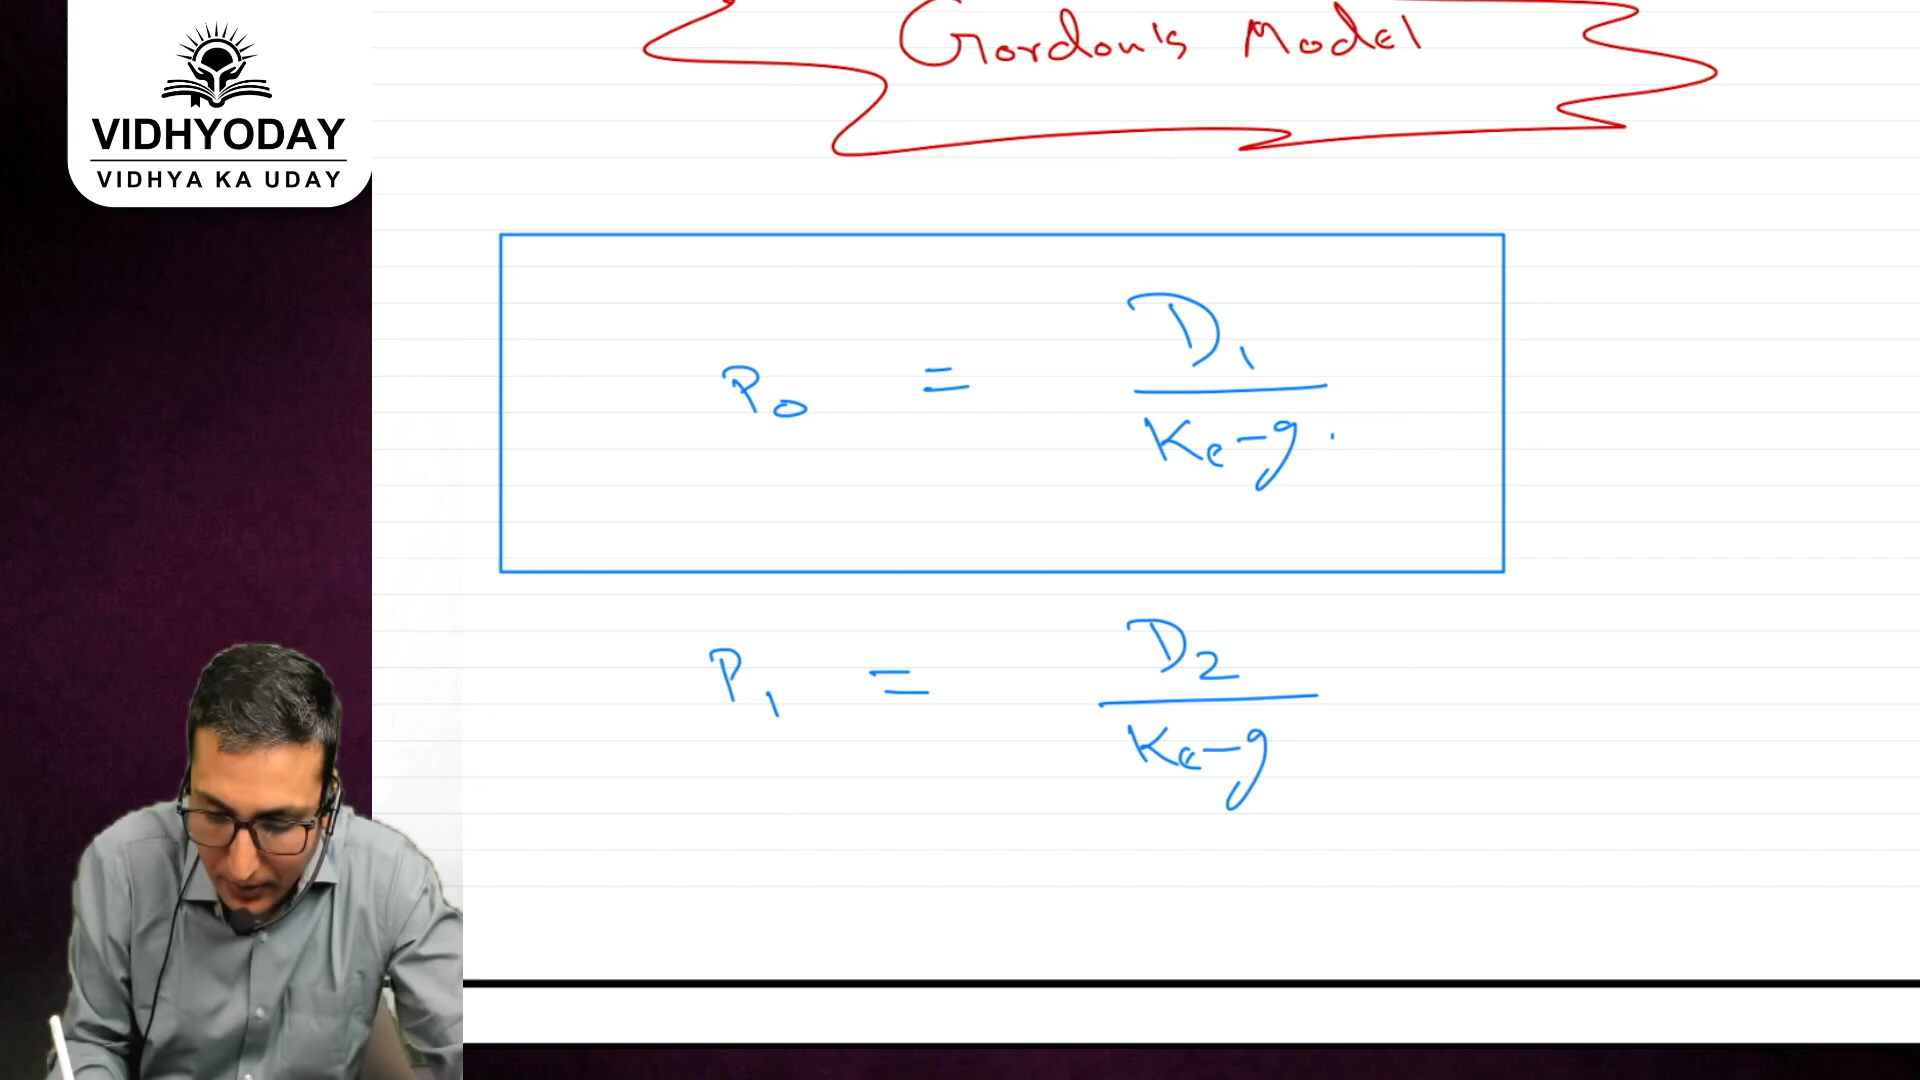 VIDHYODAY
VIDHYA KA UDAY
Gordon's Model
P₀ = D₁ / Ke-g.
P₁ = D₂ / Ke-g